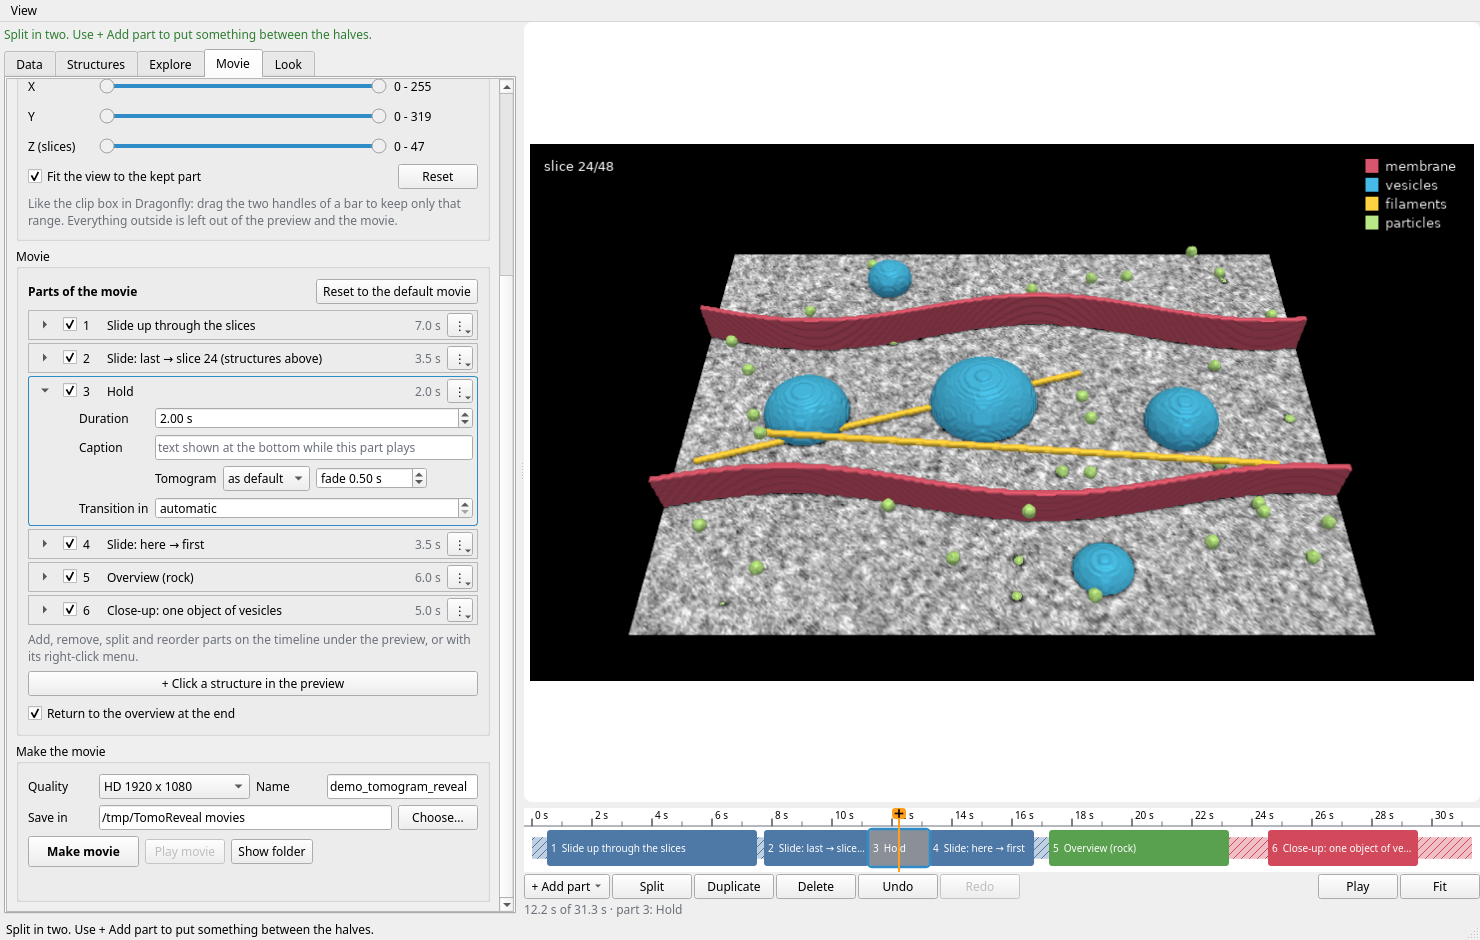 View
Split in two. Use + Add part to put something between the halves.
Data
Structures
Explore
Movie
Look
X
0 - 255
Y
0 - 319
Z (slices)
0 - 47
Fit the view to the kept part
Reset
Like the clip box in Dragonfly: drag the two handles of a bar to keep only that
range. Everything outside is left out of the preview and the movie.
Movie
Parts of the movie
Reset to the default movie
1 Slide up through the slices 7.0 s
2 Slide: last → slice 24 (structures above) 3.5 s
3 Hold 2.0 s
Duration 2.00 s
Caption text shown at the bottom while this part plays
Tomogram as default fade 0.50 s
Transition in automatic
4 Slide: here → first 3.5 s
5 Overview (rock) 6.0 s
6 Close-up: one object of vesicles 5.0 s
Add, remove, split and reorder parts on the timeline under the preview, or with
its right-click menu.
+ Click a structure in the preview
Return to the overview at the end
Make the movie
Quality HD 1920 x 1080 Name demo_tomogram_reveal
Save in /tmp/TomoReveal movies Choose...
Make movie Play movie Show folder
Split in two. Use + Add part to put something between the halves.
slice 24/48
membrane
vesicles
filaments
particles
0 s 2 s 4 s 6 s 8 s 10 s s 14 s 16 s 18 s 20 s 22 s 24 s 26 s 28 s 30 s
1 Slide up through the slices
2 Slide: last → slice...
3 Hold
4 Slide: here → first
5 Overview (rock)
6 Close-up: one object of ve...
+ Add part
Split
Duplicate
Delete
Undo
Redo
Play
Fit
12.2 s of 31.3 s · part 3: Hold